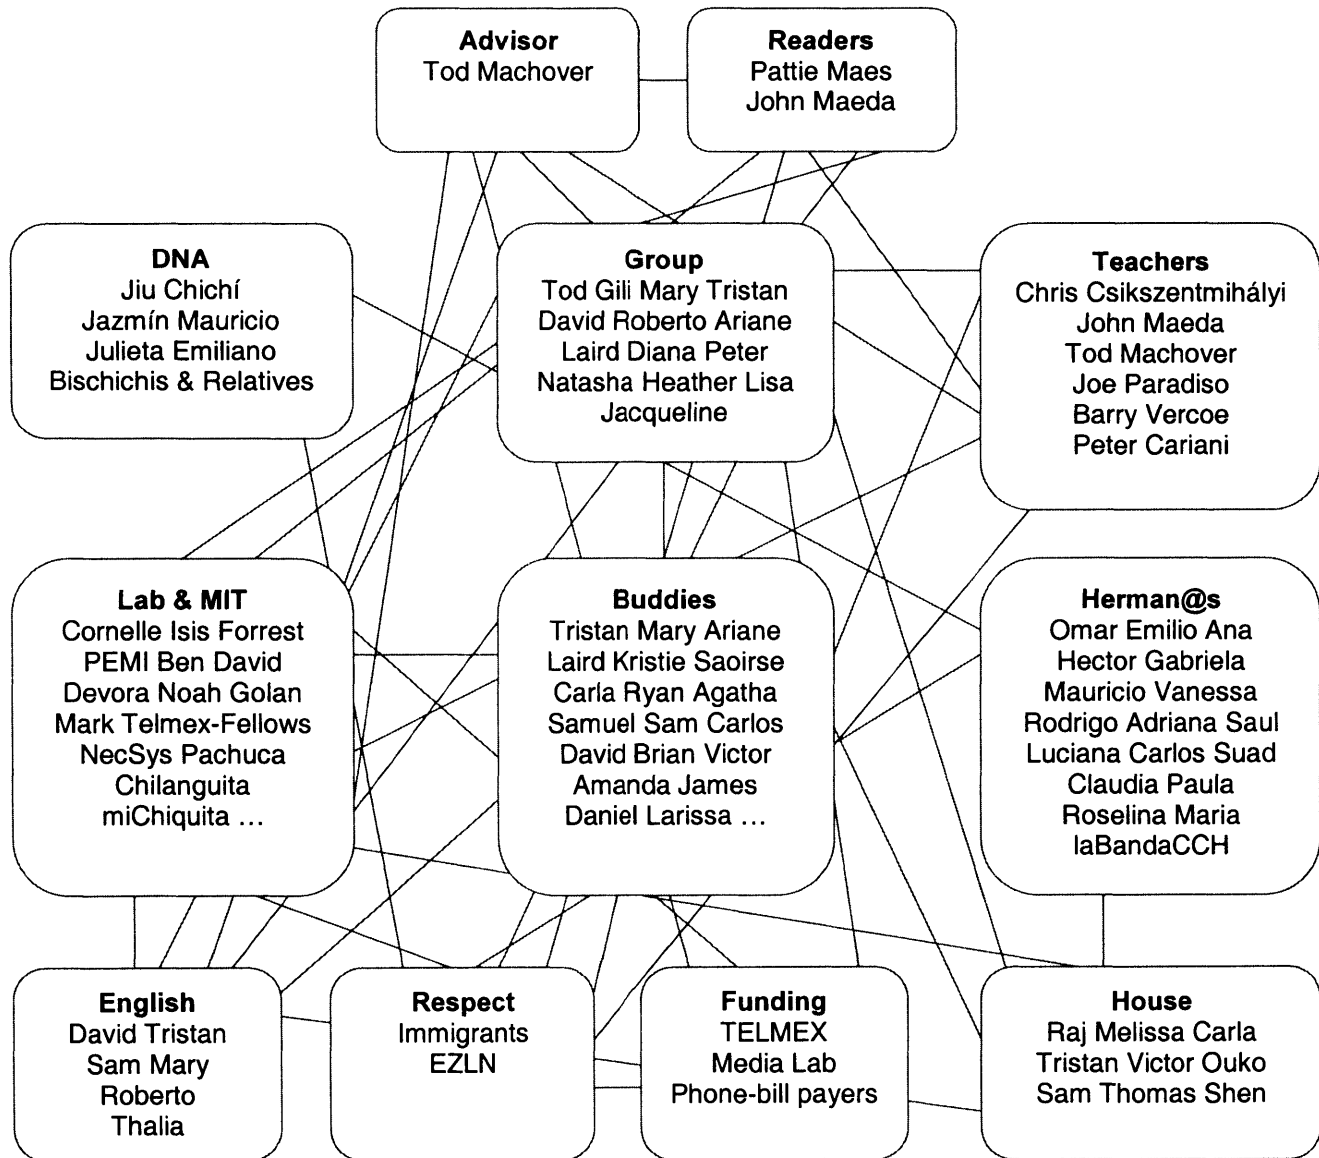 Advisor
Tod Machover
Readers
Pattie Maes
John Maeda
DNA
Jiu Chichí
Jazmín Mauricio
Julieta Emiliano
Bischichis & Relatives
Group
Tod Gili Mary Tristan
David Roberto Ariane
Laird Diana Peter
Natasha Heather Lisa
Jacqueline
Teachers
Chris Csikszentmihályi
John Maeda
Tod Machover
Joe Paradiso
Barry Vercoe
Peter Cariani
Lab & MIT
Cornelle Isis Forrest
PEMI Ben David
Devora Noah Golan
Mark Telmex-Fellows
NecSys Pachuca
Chilanguita
miChiquita ...
Buddies
Tristan Mary Ariane
Laird Kristie Saoirse
Carla Ryan Agatha
Samuel Sam Carlos
David Brian Victor
Amanda James
Daniel Larissa ...
Herman@s
Omar Emilio Ana
Hector Gabriela
Mauricio Vanessa
Rodrigo Adriana Saul
Luciana Carlos Suad
Claudia Paula
Roselina Maria
laBandaCCH
English
David Tristan
Sam Mary
Roberto
Thalia
Respect
Immigrants
EZLN
Funding
TELMEX
Media Lab
Phone-bill payers
House
Raj Melissa Carla
Tristan Victor Ouko
Sam Thomas Shen